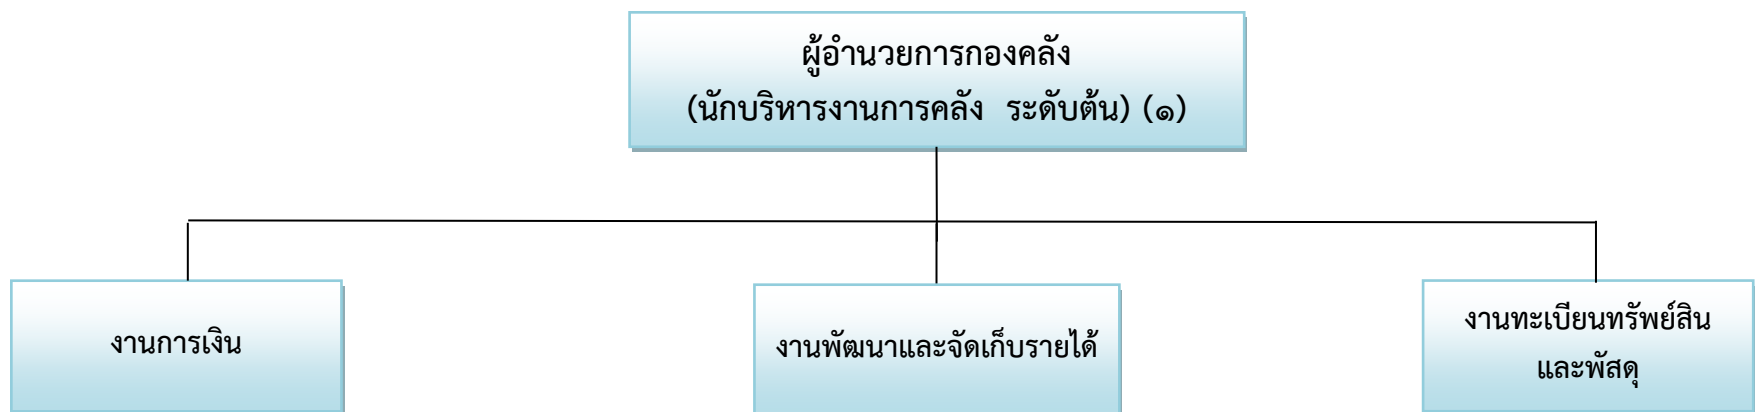 ผู้อำนวยการกองคลัง
(นักบริหารงานการคลัง ระดับต้น) (๑)
งานการเงิน
งานพัฒนาและจัดเก็บรายได้
งานทะเบียนทรัพย์สิน
และพัสดุ